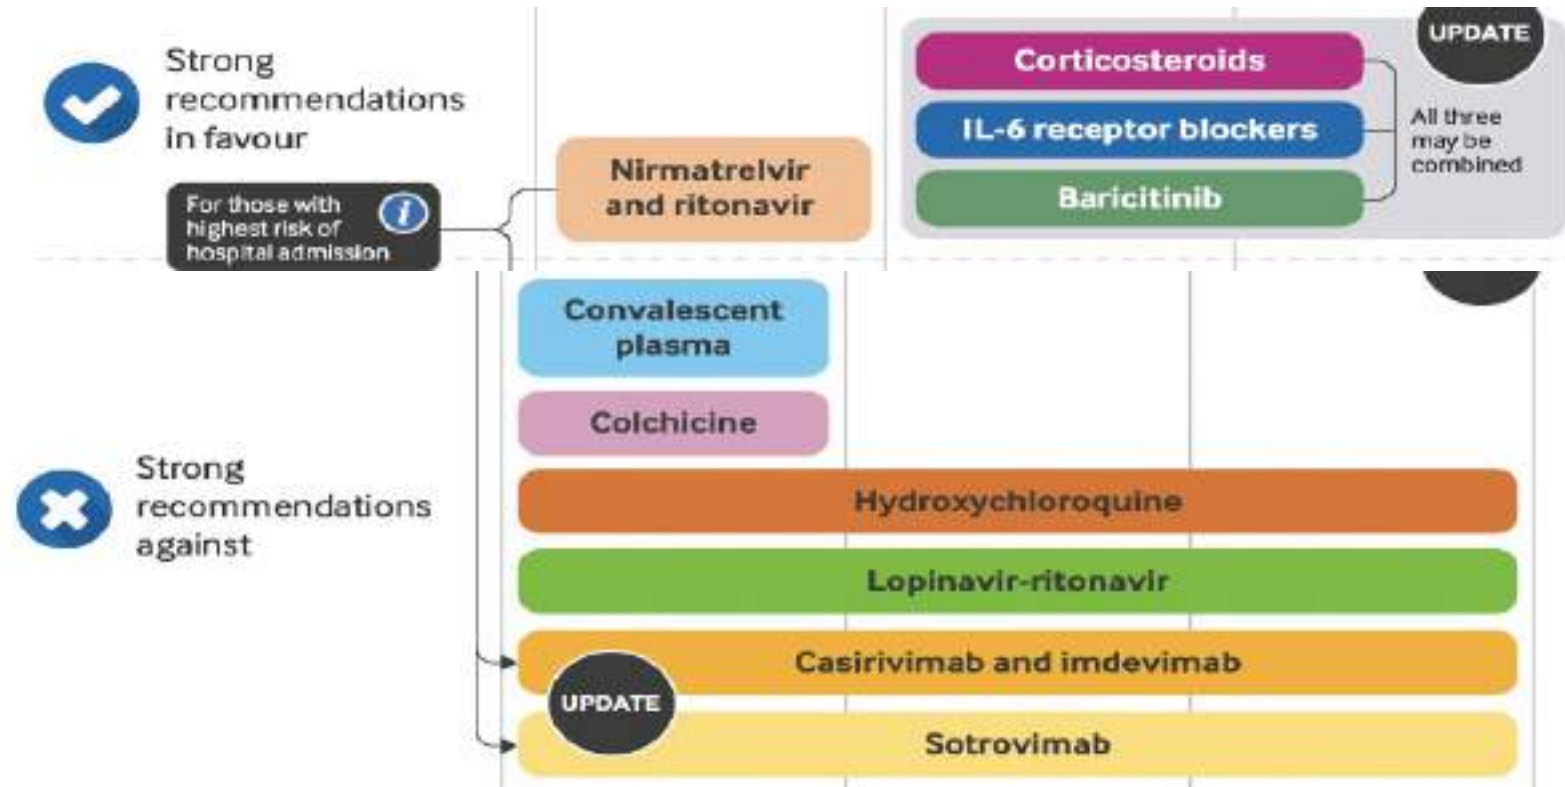 Strong
recommendations
in favour
For those with
highest risk of
hospital admission
i
Nirmatrelvir
and ritonavir
Corticosteroids
IL-6 receptor blockers
Baricitinib
UPDATE
All three
may be
combined
Strong
recommendations
against
Convalescent
plasma
Colchicine
Hydroxychloroquine
Lopinavir-ritonavir
Casirivimab and imdevimab
UPDATE
Sotrovimab